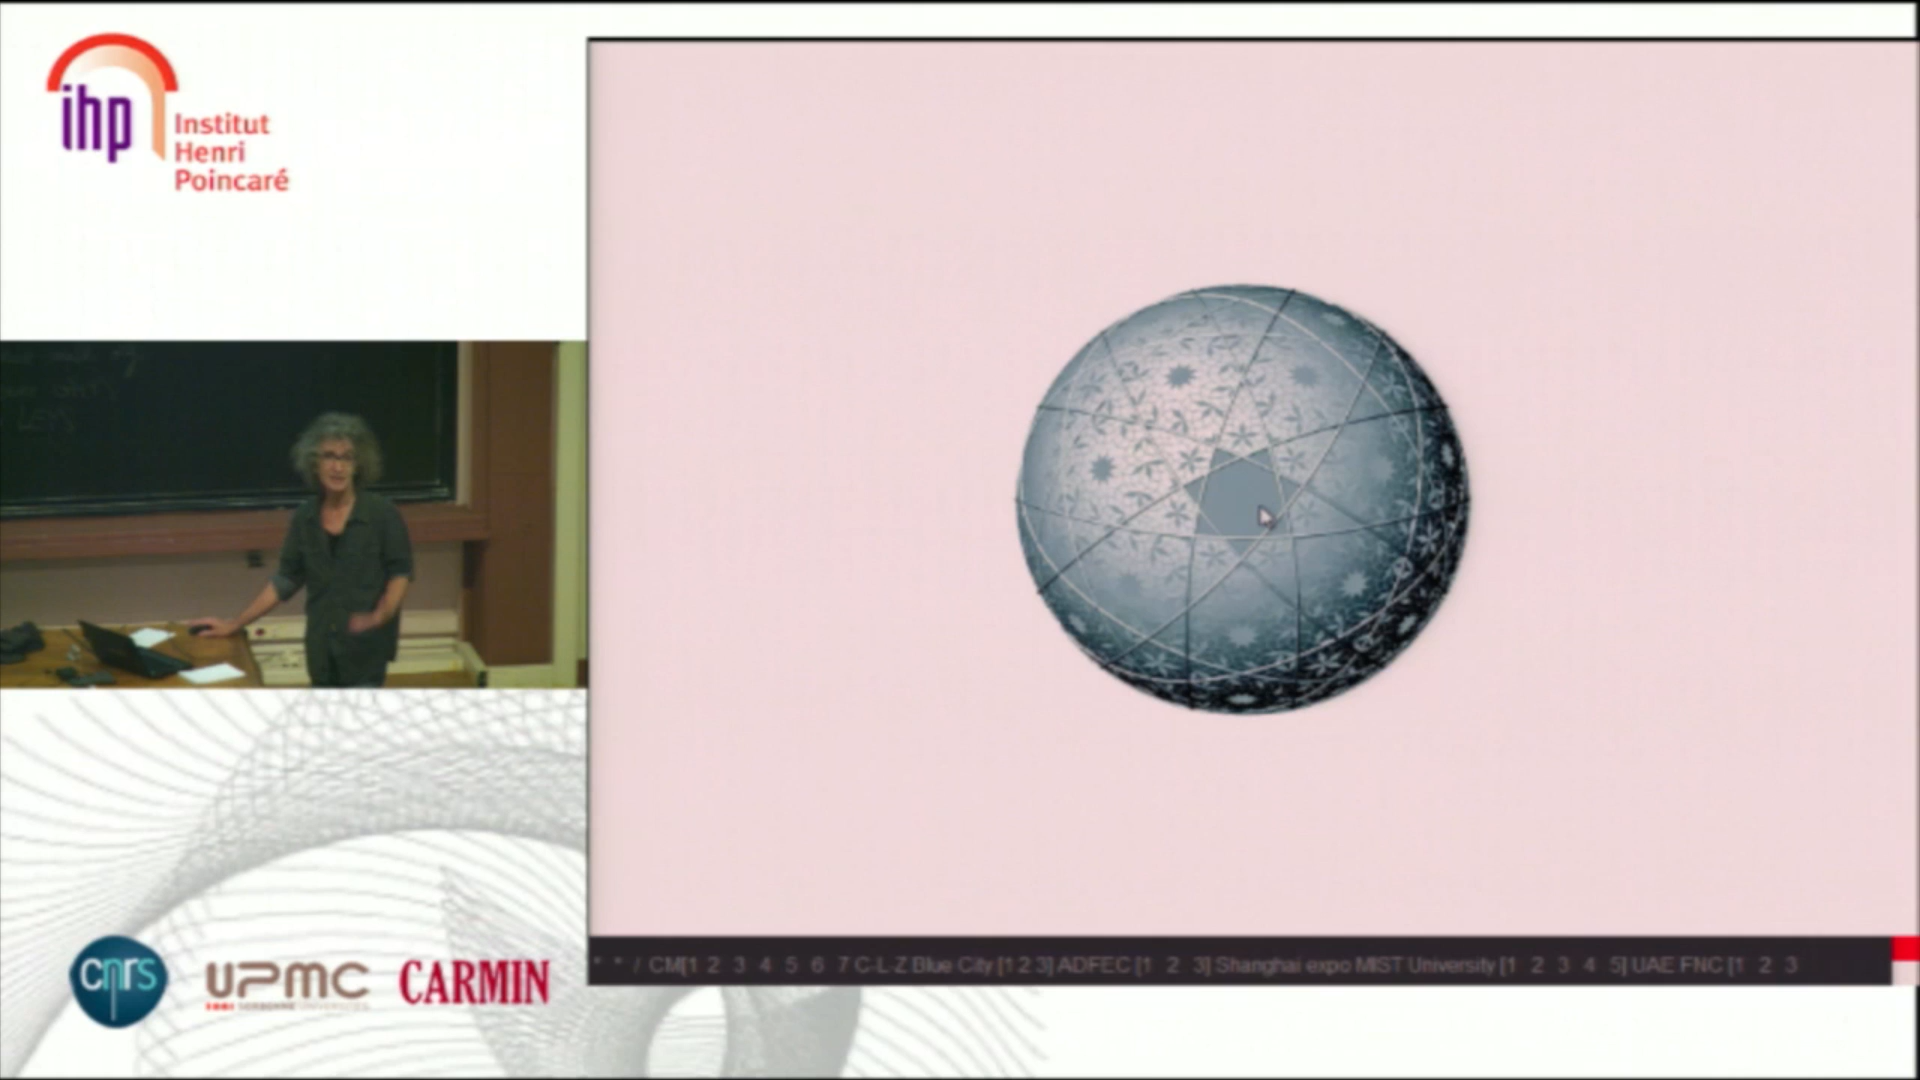 ihp
Institut
Henri
Poincaré
cnrs
UPMC
CARMIN
* * / CM[1 2 3 4 5 6 7 C-L-Z Blue City [1 2 3] ADFEC [1 2 3] Shanghai expo MIST University [1 2 3 4 5] UAE FNC [1 2 3